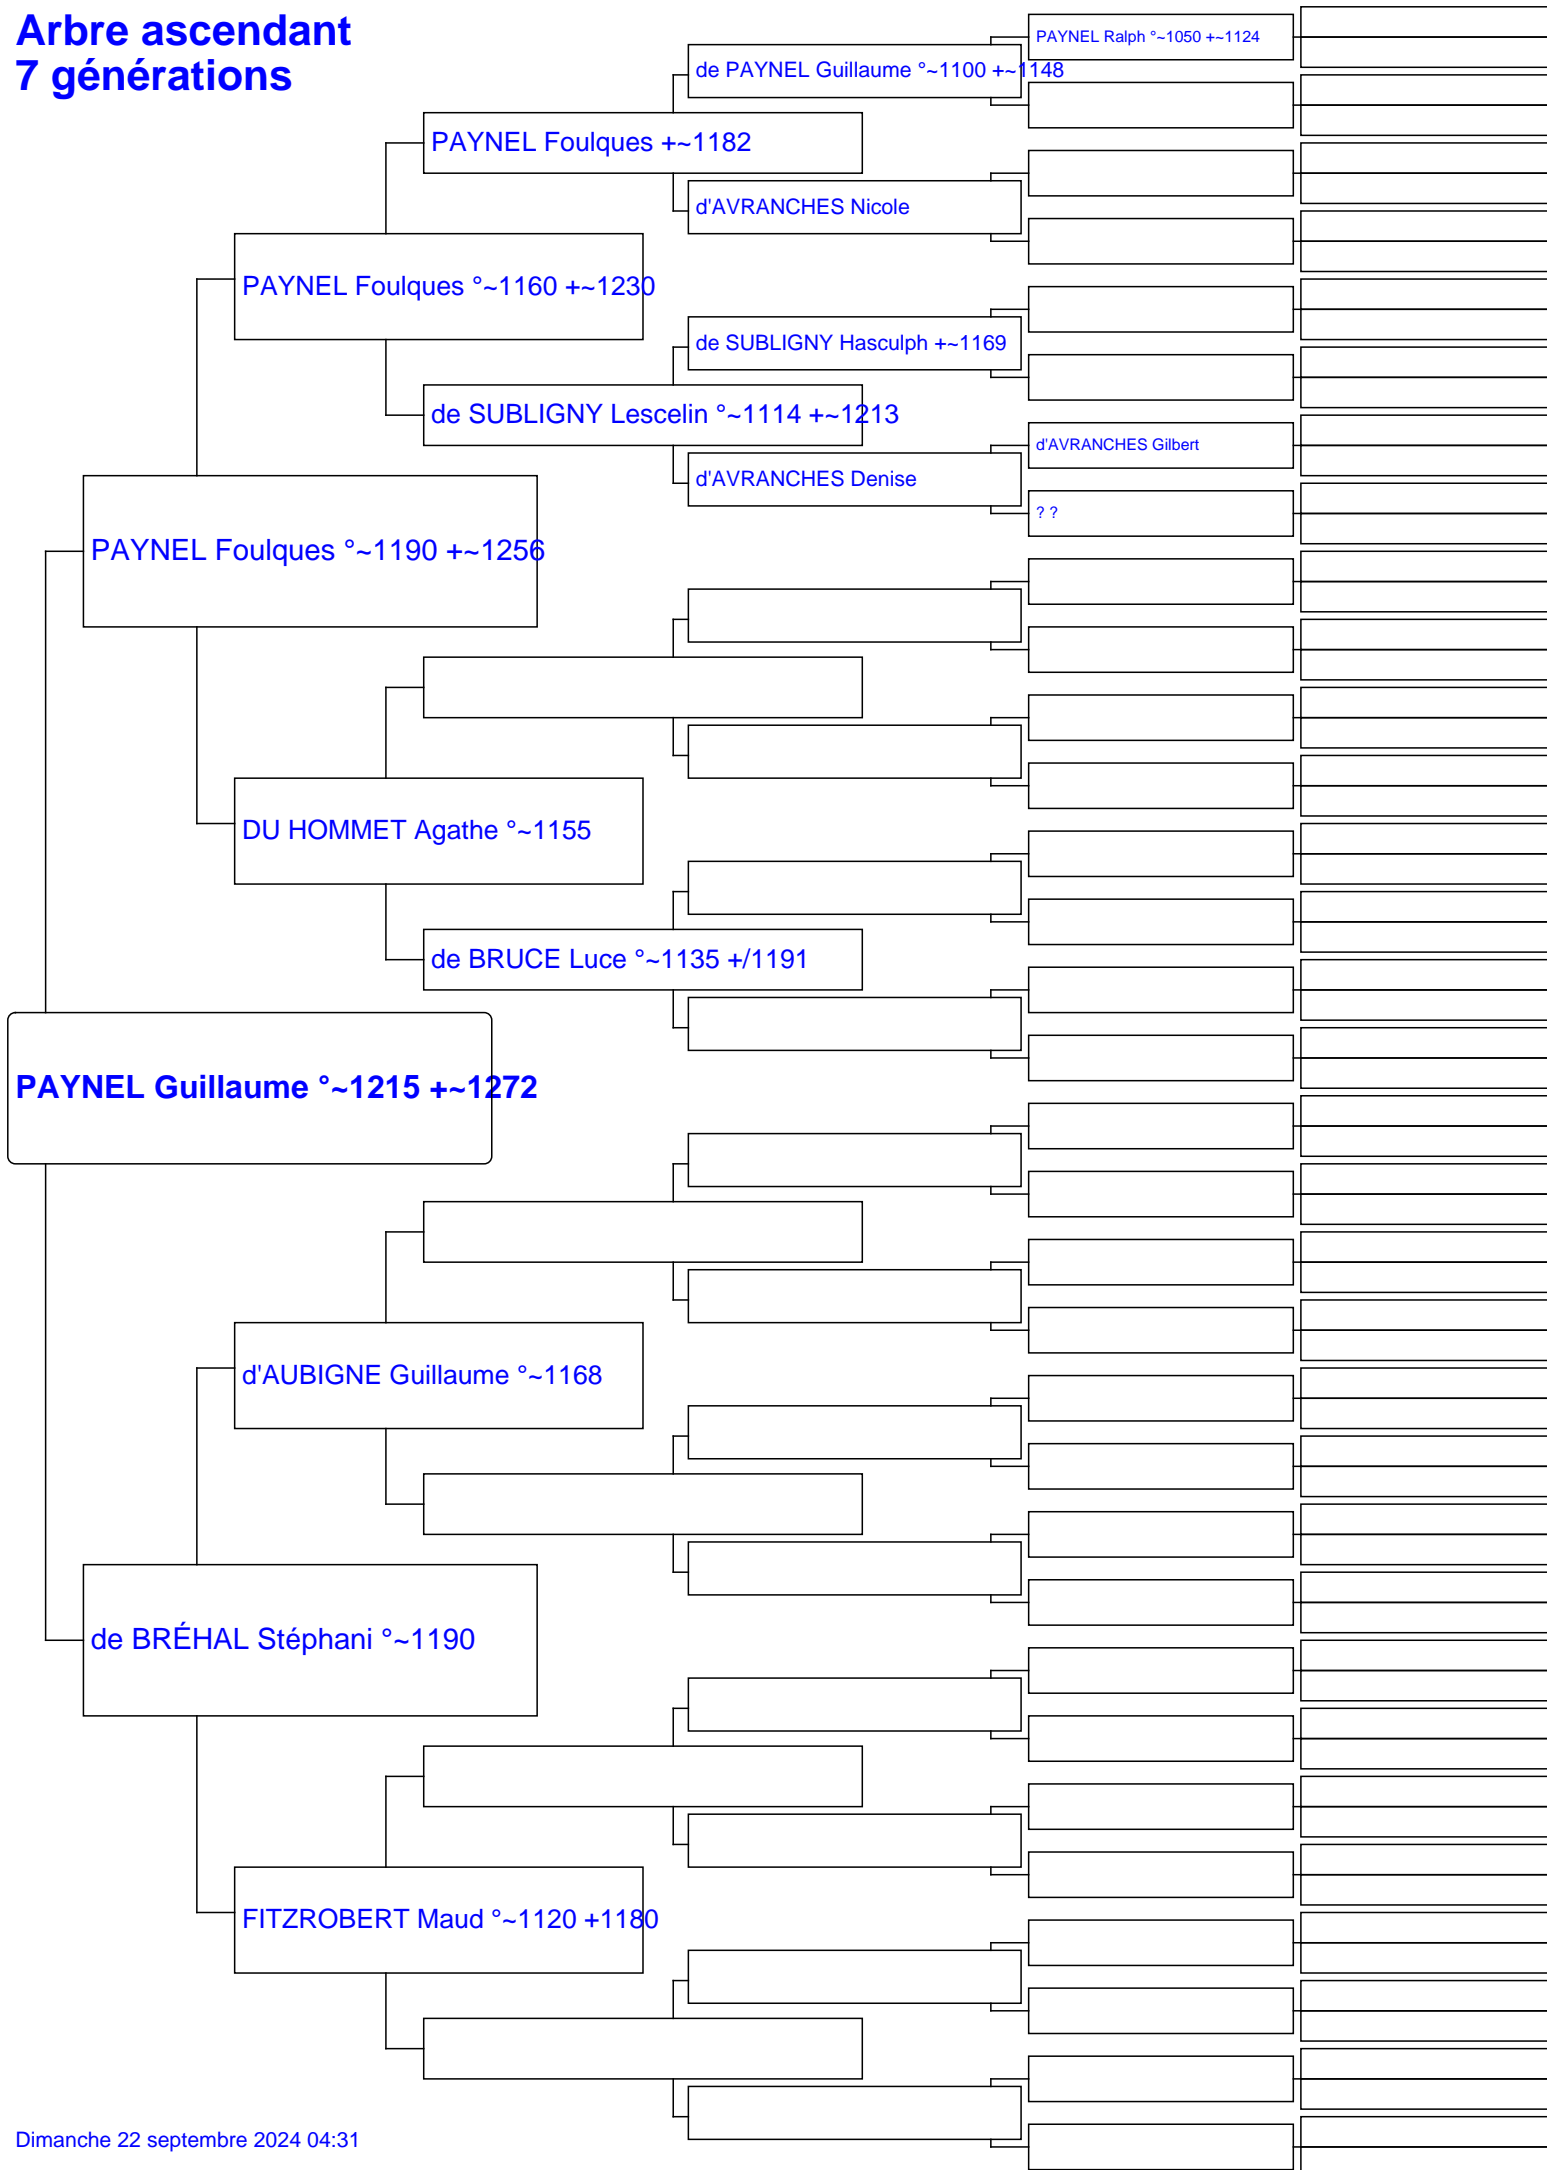 Arbre ascendant
7 générations
PAYNEL Ralph °~1050 +~1124
de PAYNEL Guillaume °~1100 +~1148
PAYNEL Foulques +~1182
d'AVRANCHES Nicole
PAYNEL Foulques °~1160 +~1230
de SUBLIGNY Hasculph +~1169
de SUBLIGNY Lescelin °~1114 +~1213
d'AVRANCHES Gilbert
d'AVRANCHES Denise
? ?
PAYNEL Foulques °~1190 +~1256
DU HOMMET Agathe °~1155
de BRUCE Luce °~1135 +/1191
PAYNEL Guillaume °~1215 +~1272
d'AUBIGNE Guillaume °~1168
de BRÉHAL Stéphani °~1190
FITZROBERT Maud °~1120 +1180
Dimanche 22 septembre 2024 04:31